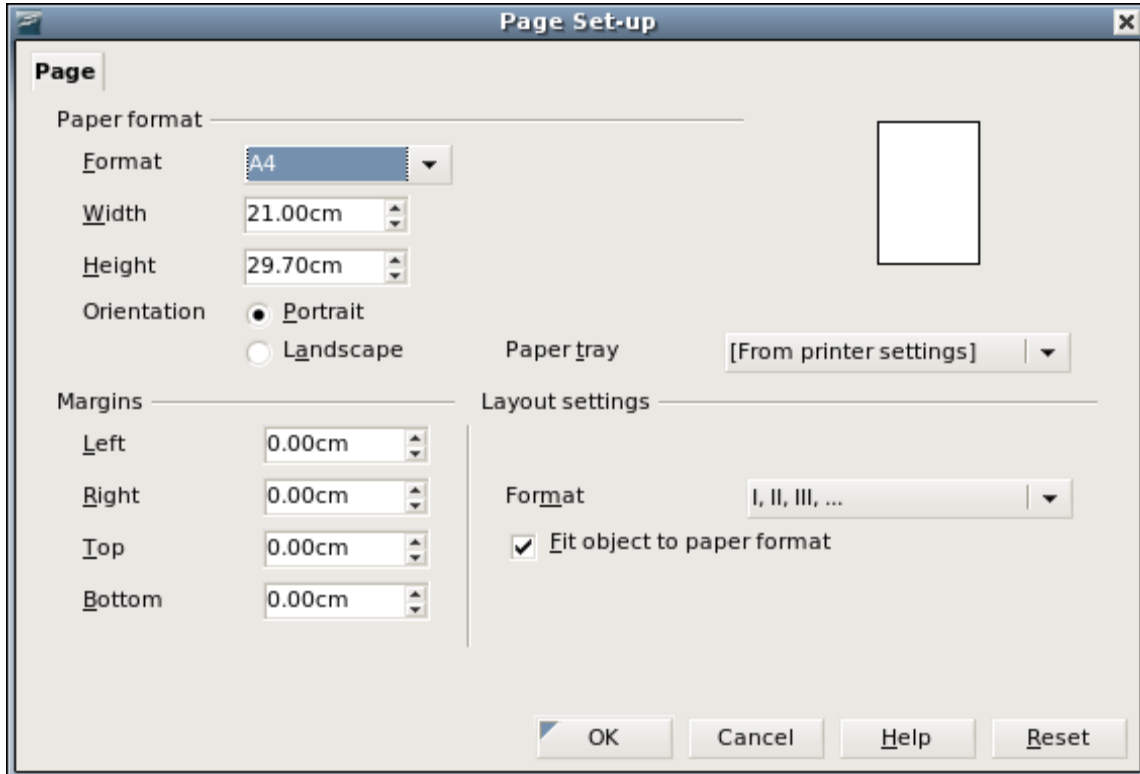 Page Set-up
Page
Paper format
Format A4
Width 21.00cm
Height 29.70cm
Orientation Portrait
Landscape
Paper tray [From printer settings]
Margins
Left 0.00cm
Right 0.00cm
Top 0.00cm
Bottom 0.00cm
Layout settings
Format I, II, III, ...
Fit object to paper format
OK Cancel Help Reset